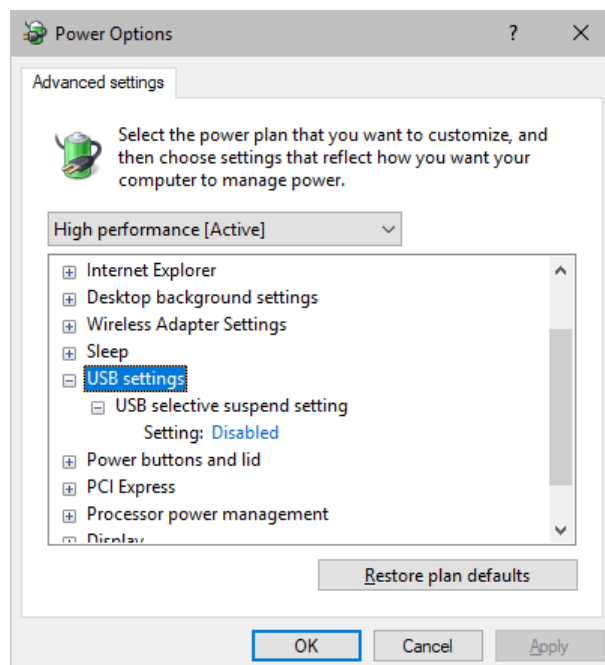 Power Options
?
Advanced settings
Select the power plan that you want to customize, and
then choose settings that reflect how you want your
computer to manage power.
High performance [Active]
Internet Explorer
Desktop background settings
Wireless Adapter Settings
Sleep
USB settings
USB selective suspend setting
Setting: Disabled
Power buttons and lid
PCI Express
Processor power management
Display
Restore plan defaults
OK Cancel Apply